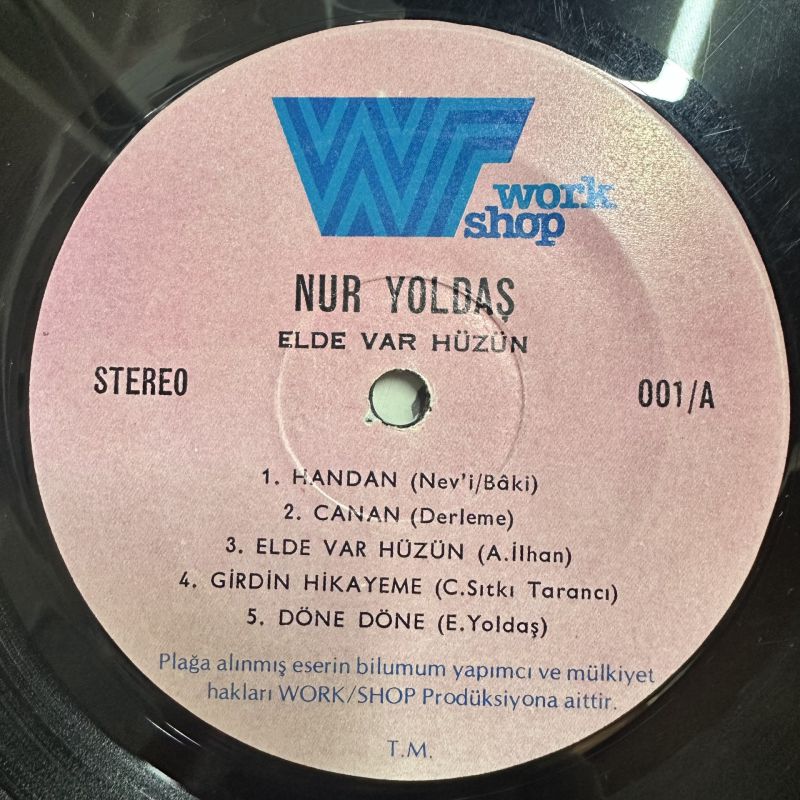 work
shop
NUR YOLDAŞ
ELDE VAR HÜZÜN
STEREO
001/A
1. HANDAN (Nev'i/Bâki)
2. CANAN (Derleme)
3. ELDE VAR HÜZÜN (A.İlhan)
4. GİRDİN HİKAYEME (C.Sıtkı Tarancı)
5. DÖNE DÖNE (E.Yoldaş)
Plağa alınmış eserin bilumum yapımcı ve mülkiyet
hakları WORK/SHOP Prodüksiyona aittir.
T.M.